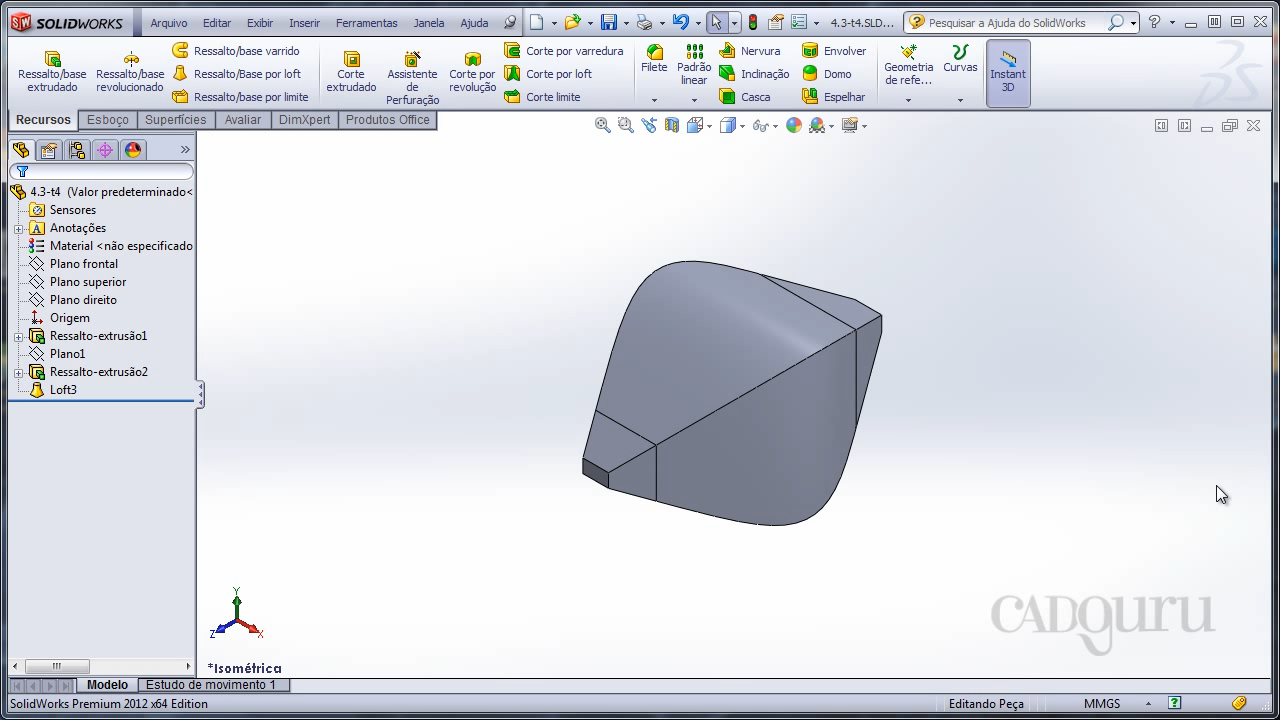 SOLIDWORKS Arquivo Editar Exibir Inserir Ferramentas Janela Ajuda 4.3-t4.SLD... Pesquisar a Ajuda do SolidWorks
Ressalto/base extrudado
Ressalto/base revolucionado
Ressalto/base varrido
Ressalto/Base por loft
Ressalto/base por limite
Corte extrudado
Assistente de Perfuração
Corte por revolução
Corte por varredura
Corte por loft
Corte limite
Filete
Padrão linear
Nervura
Inclinação
Casca
Envolver
Domo
Espelhar
Geometria de refe...
Curvas
Instant 3D
Recursos Esboço Superfícies Avaliar DimXpert Produtos Office
4.3-t4 (Valor predeterminado<
Sensores
Anotações
Material <não especificado
Plano frontal
Plano superior
Plano direito
Origem
Ressalto-extrusão1
Plano1
Ressalto-extrusão2
Loft3
Y
Z X
CADguru
*Isométrica
Modelo Estudo de movimento 1
SolidWorks Premium 2012 x64 Edition Editando Peça MMGS